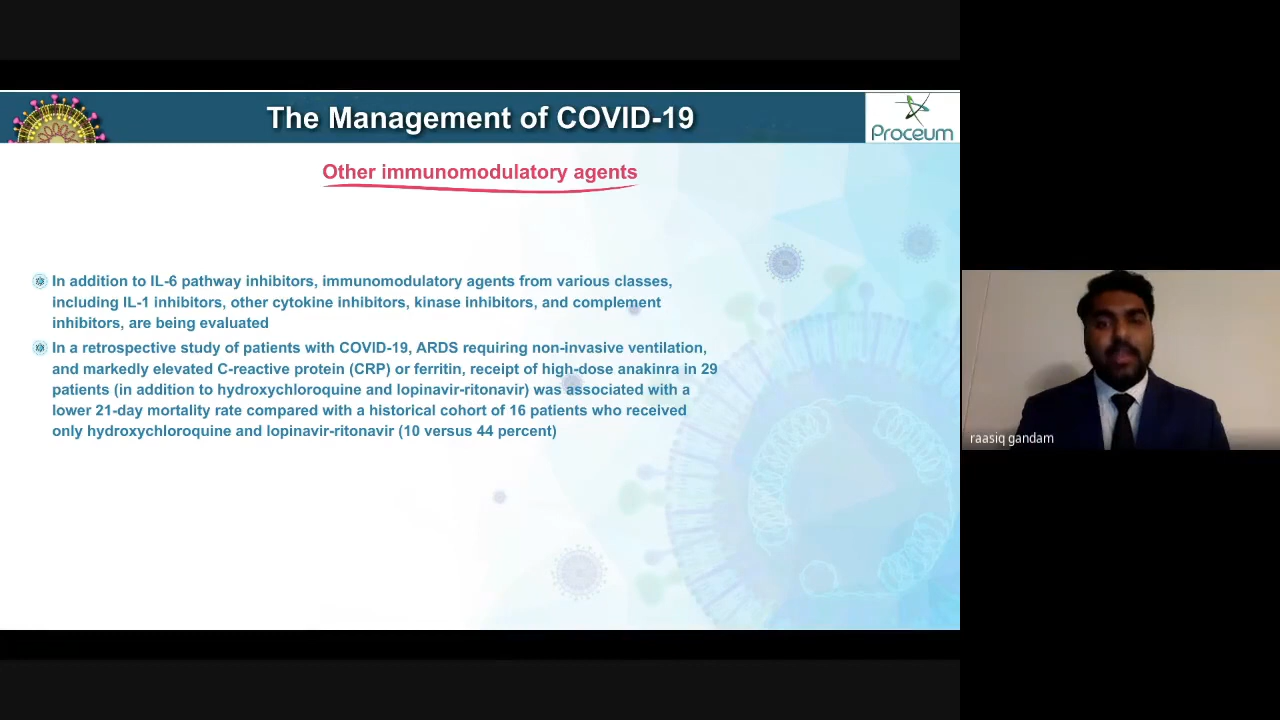 The Management of COVID-19
Proceum
Other immunomodulatory agents
In addition to IL-6 pathway inhibitors, immunomodulatory agents from various classes,
including IL-1 inhibitors, other cytokine inhibitors, kinase inhibitors, and complement
inhibitors, are being evaluated
In a retrospective study of patients with COVID-19, ARDS requiring non-invasive ventilation,
and markedly elevated C-reactive protein (CRP) or ferritin, receipt of high-dose anakinra in 29
patients (in addition to hydroxychloroquine and lopinavir-ritonavir) was associated with a
lower 21-day mortality rate compared with a historical cohort of 16 patients who received
only hydroxychloroquine and lopinavir-ritonavir (10 versus 44 percent)
raasiq gandam